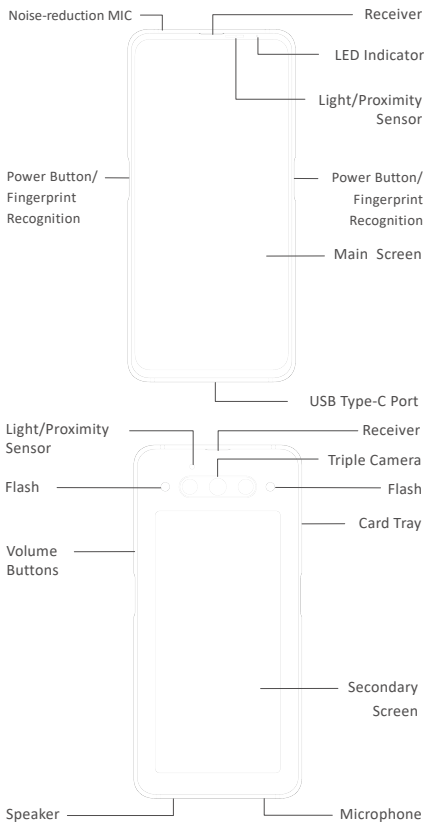 Noise-reduction MIC
Receiver
LED Indicator
Light/Proximity
Sensor
Power Button/
Fingerprint
Recognition
Power Button/
Fingerprint
Recognition
Main Screen
USB Type-C Port
Light/Proximity
Sensor
Receiver
Triple Camera
Flash
Flash
Card Tray
Volume
Buttons
Secondary
Screen
Speaker
Microphone